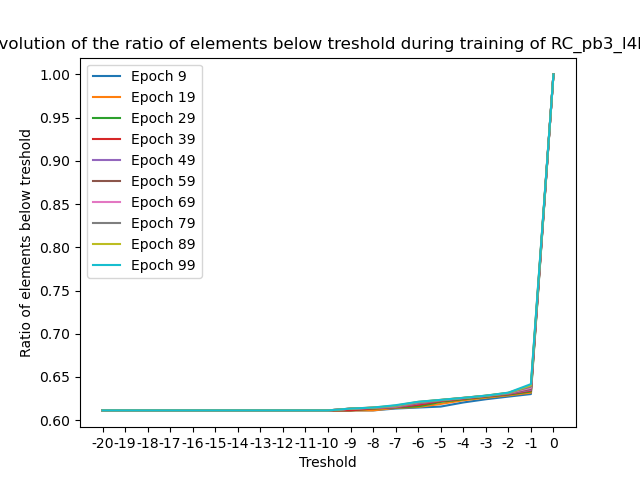 volution of the ratio of elements below treshold during training of RC_pb3_l4
1.00
0.95
0.90
0.85
0.80
0.75
0.70
0.65
0.60
Ratio of elements below treshold
Epoch 9
Epoch 19
Epoch 29
Epoch 39
Epoch 49
Epoch 59
Epoch 69
Epoch 79
Epoch 89
Epoch 99
-20 -19 -18 -17 -16 -15 -14 -13 -12 -11 -10 -9 -8 -7 -6 -5 -4 -3 -2 -1 0
Treshold